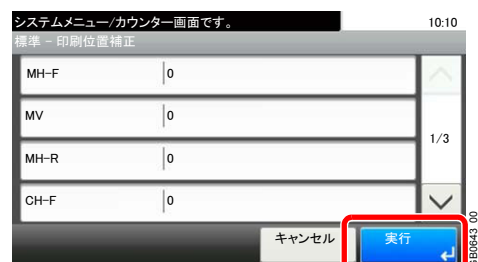 システムメニュー/カウンター画面です。 10:10
標準 - 印刷位置補正
MH-F 0
MV 0
1/3
MH-R 0
CH-F 0
キャンセル 実行
GB0643_00